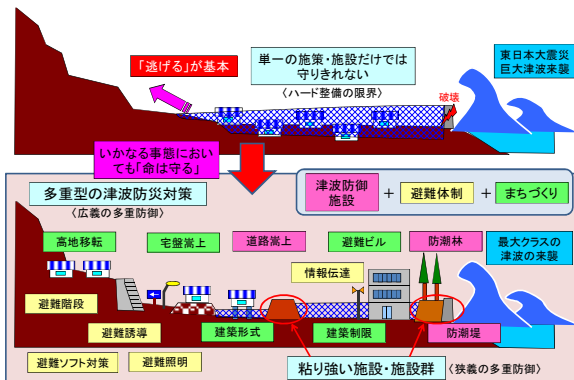 「逃げる」が基本
単一の施策・施設だけでは
守りきれない
〈ハード整備の限界〉
東日本大震災
巨大津波来襲
破壊
いかなる事態におい
ても「命は守る」
多重型の津波防災対策
〈広義の多重防御〉
津波防御
施設
+
避難体制
+
まちづくり
高地移転
宅盤嵩上
道路嵩上
避難ビル
防潮林
最大クラスの
津波の来襲
情報伝達
避難階段
避難誘導
建築形式
建築制限
防潮堤
避難ソフト対策
避難照明
粘り強い施設・施設群
〈狭義の多重防御〉